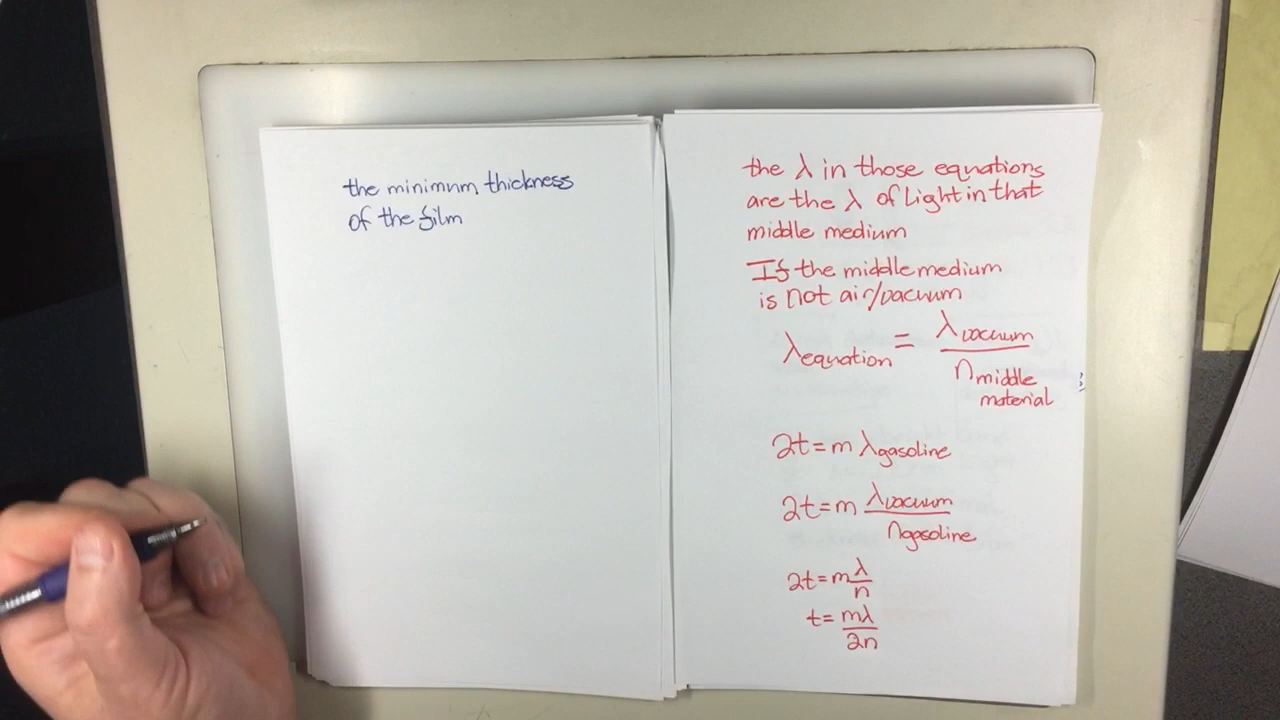 the minimum thickness
of the film
the λ in those equations
are the λ of light in that
middle medium
If the middle medium
is not air/vacuum
λequation = λvacuum / nmiddle material
2t = m λgasoline
2t = m λvacuum / ngasoline
2t = m λ/n
t = mλ/2n